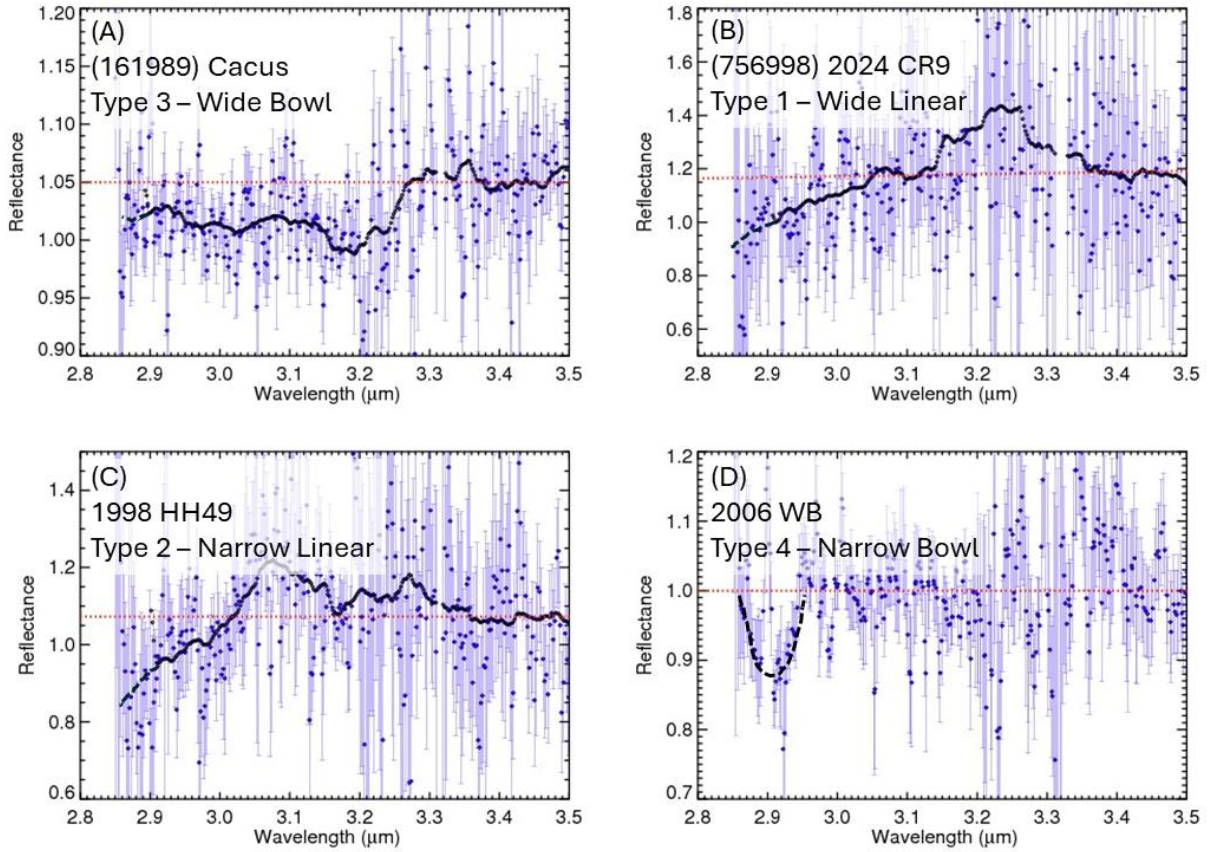 (A)
(161989) Cacus
Type 3 – Wide Bowl
1.20
1.15
1.10
1.05
1.00
0.95
0.90
Reflectance
2.8 2.9 3.0 3.1 3.2 3.3 3.4 3.5
Wavelength (μm)
(B)
(756998) 2024 CR9
Type 1 – Wide Linear
1.8
1.6
1.4
1.2
1.0
0.8
0.6
Reflectance
2.8 2.9 3.0 3.1 3.2 3.3 3.4 3.5
Wavelength (μm)
(C)
1998 HH49
Type 2 – Narrow Linear
1.4
1.2
1.0
0.8
0.6
Reflectance
2.8 2.9 3.0 3.1 3.2 3.3 3.4 3.5
Wavelength (μm)
(D)
2006 WB
Type 4 – Narrow Bowl
1.2
1.1
1.0
0.9
0.8
0.7
Reflectance
2.8 2.9 3.0 3.1 3.2 3.3 3.4 3.5
Wavelength (μm)